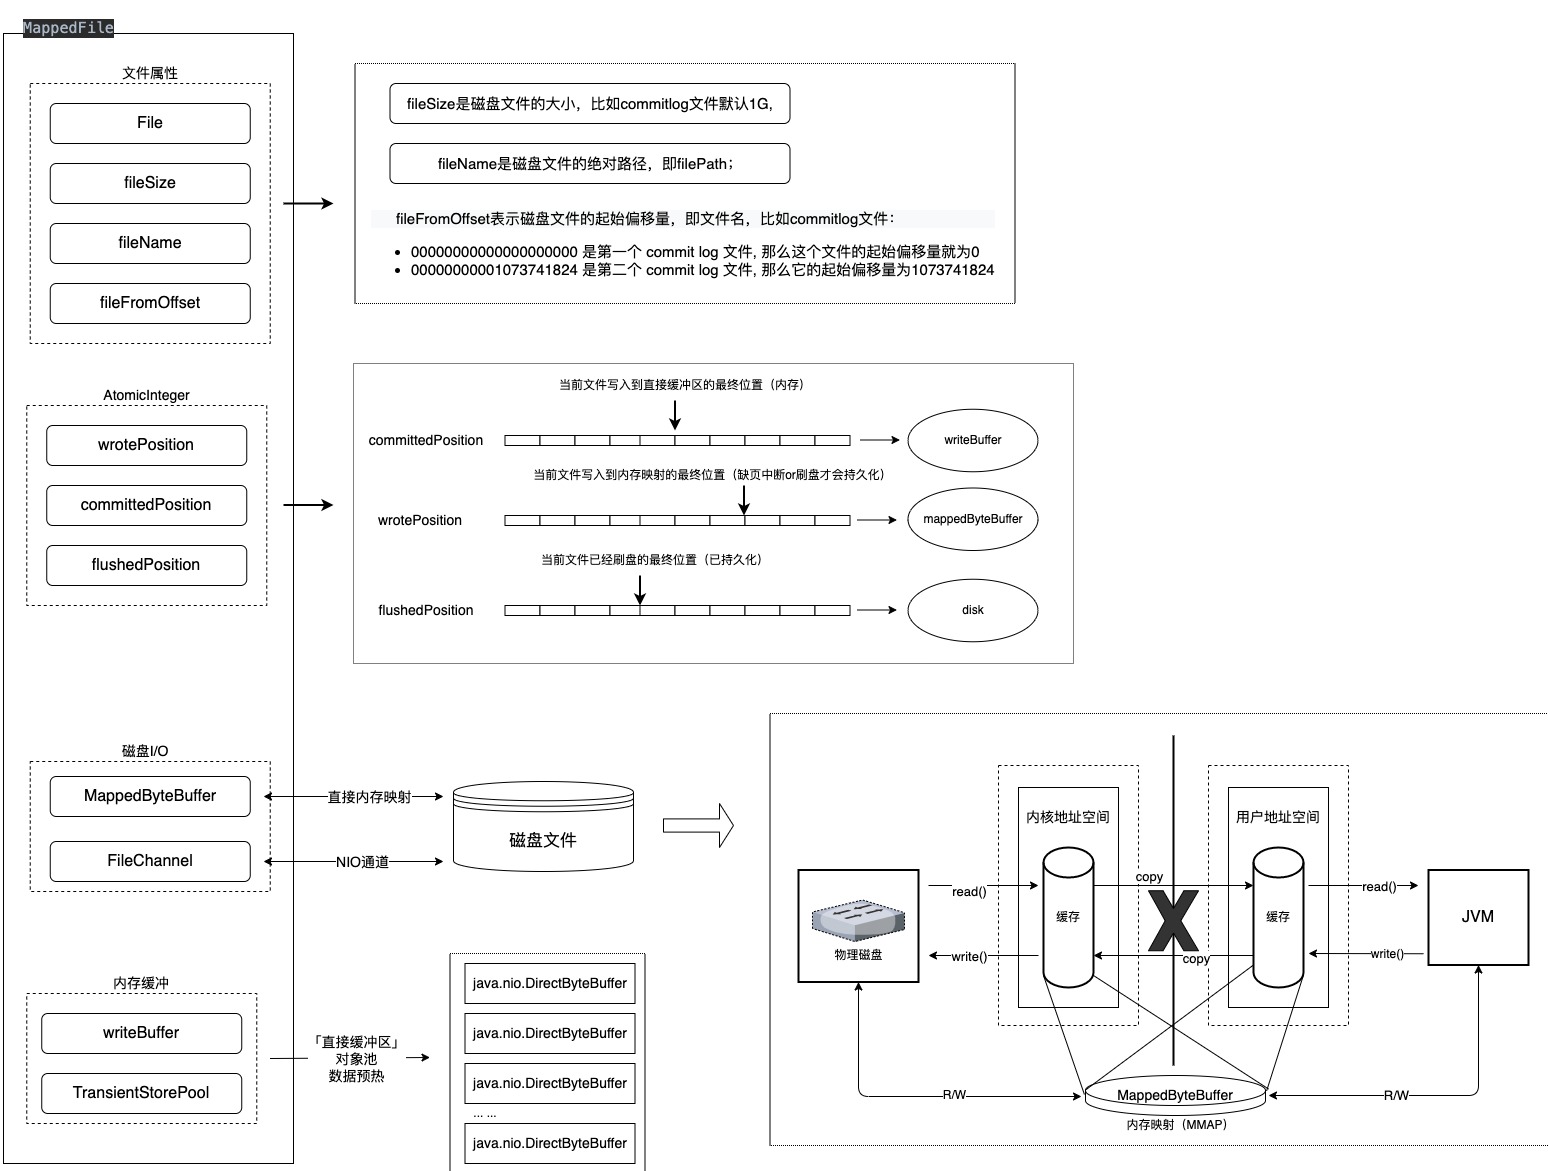 MappedFile
文件属性
File
fileSize
fileName
fileFromOffset
fileSize是磁盘文件的大小，比如commitlog文件默认1G,
fileName是磁盘文件的绝对路径，即filePath；
fileFromOffset表示磁盘文件的起始偏移量，即文件名，比如commitlog文件：
• 00000000000000000000 是第一个 commit log 文件, 那么这个文件的起始偏移量就为0
• 00000000001073741824 是第二个 commit log 文件, 那么它的起始偏移量为1073741824
AtomicInteger
wrotePosition
committedPosition
flushedPosition
当前文件写入到直接缓冲区的最终位置（内存）
committedPosition
writeBuffer
当前文件写入到内存映射的最终位置（缺页中断or刷盘才会持久化）
wrotePosition
mappedByteBuffer
当前文件已经刷盘的最终位置（已持久化）
flushedPosition
disk
磁盘I/O
MappedByteBuffer
FileChannel
直接内存映射
NIO通道
磁盘文件
内存缓冲
writeBuffer
TransientStorePool
「直接缓冲区」
对象池
数据预热
java.nio.DirectByteBuffer
java.nio.DirectByteBuffer
java.nio.DirectByteBuffer
... ...
java.nio.DirectByteBuffer
内核地址空间
用户地址空间
copy
read()
read()
缓存
缓存
X
JVM
物理磁盘
write()
copy
write()
R/W
MappedByteBuffer
R/W
内存映射（MMAP）